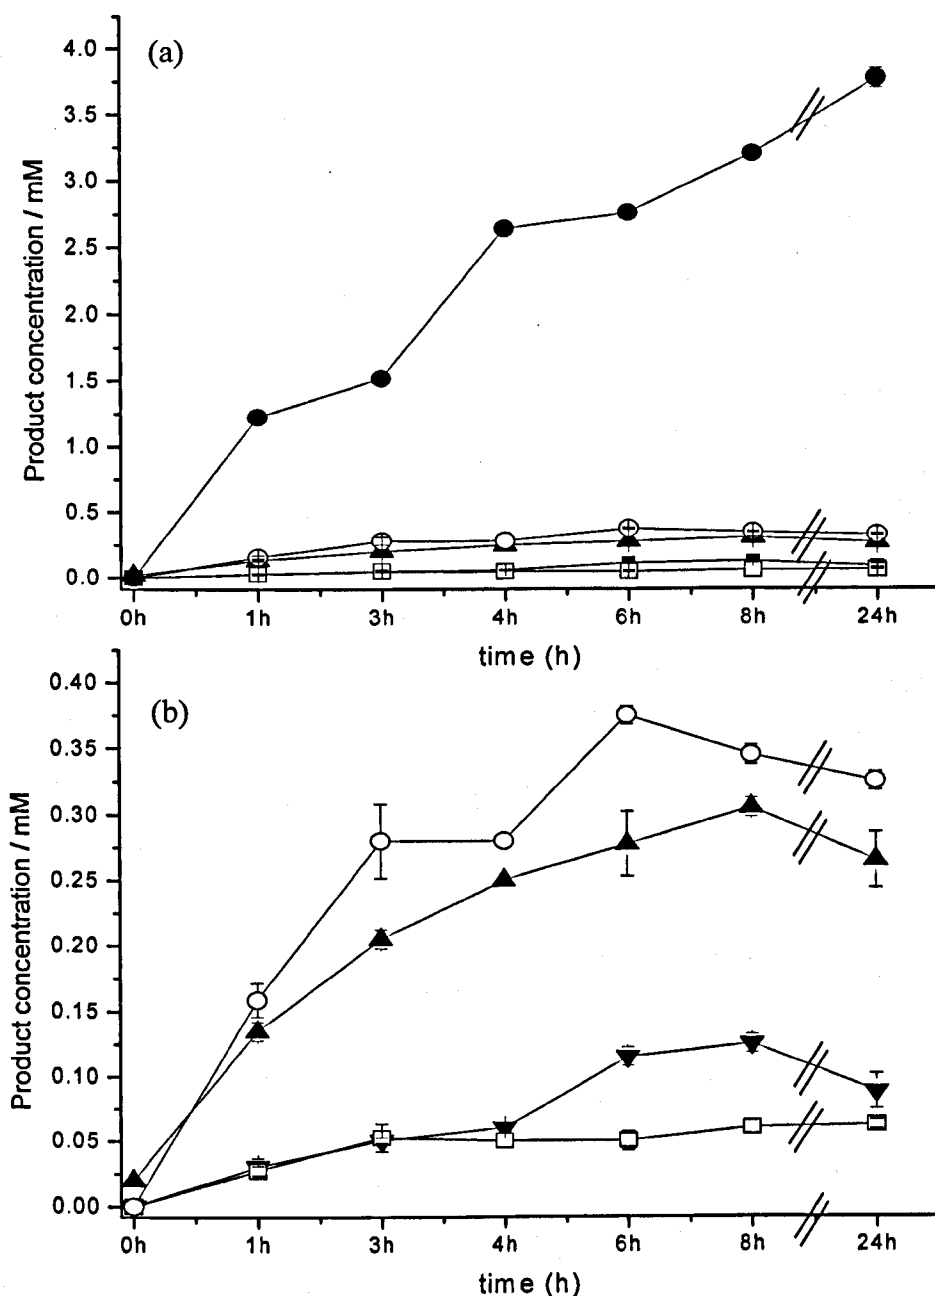 (a)
Product concentration / mM
4.0
3.5
3.0
2.5
2.0
1.5
1.0
0.5
0.0
0h 1h 3h 4h 6h 8h 24h
time (h)
(b)
Product concentration / mM
0.40
0.35
0.30
0.25
0.20
0.15
0.10
0.05
0.00
0h 1h 3h 4h 6h 8h 24h
time (h)